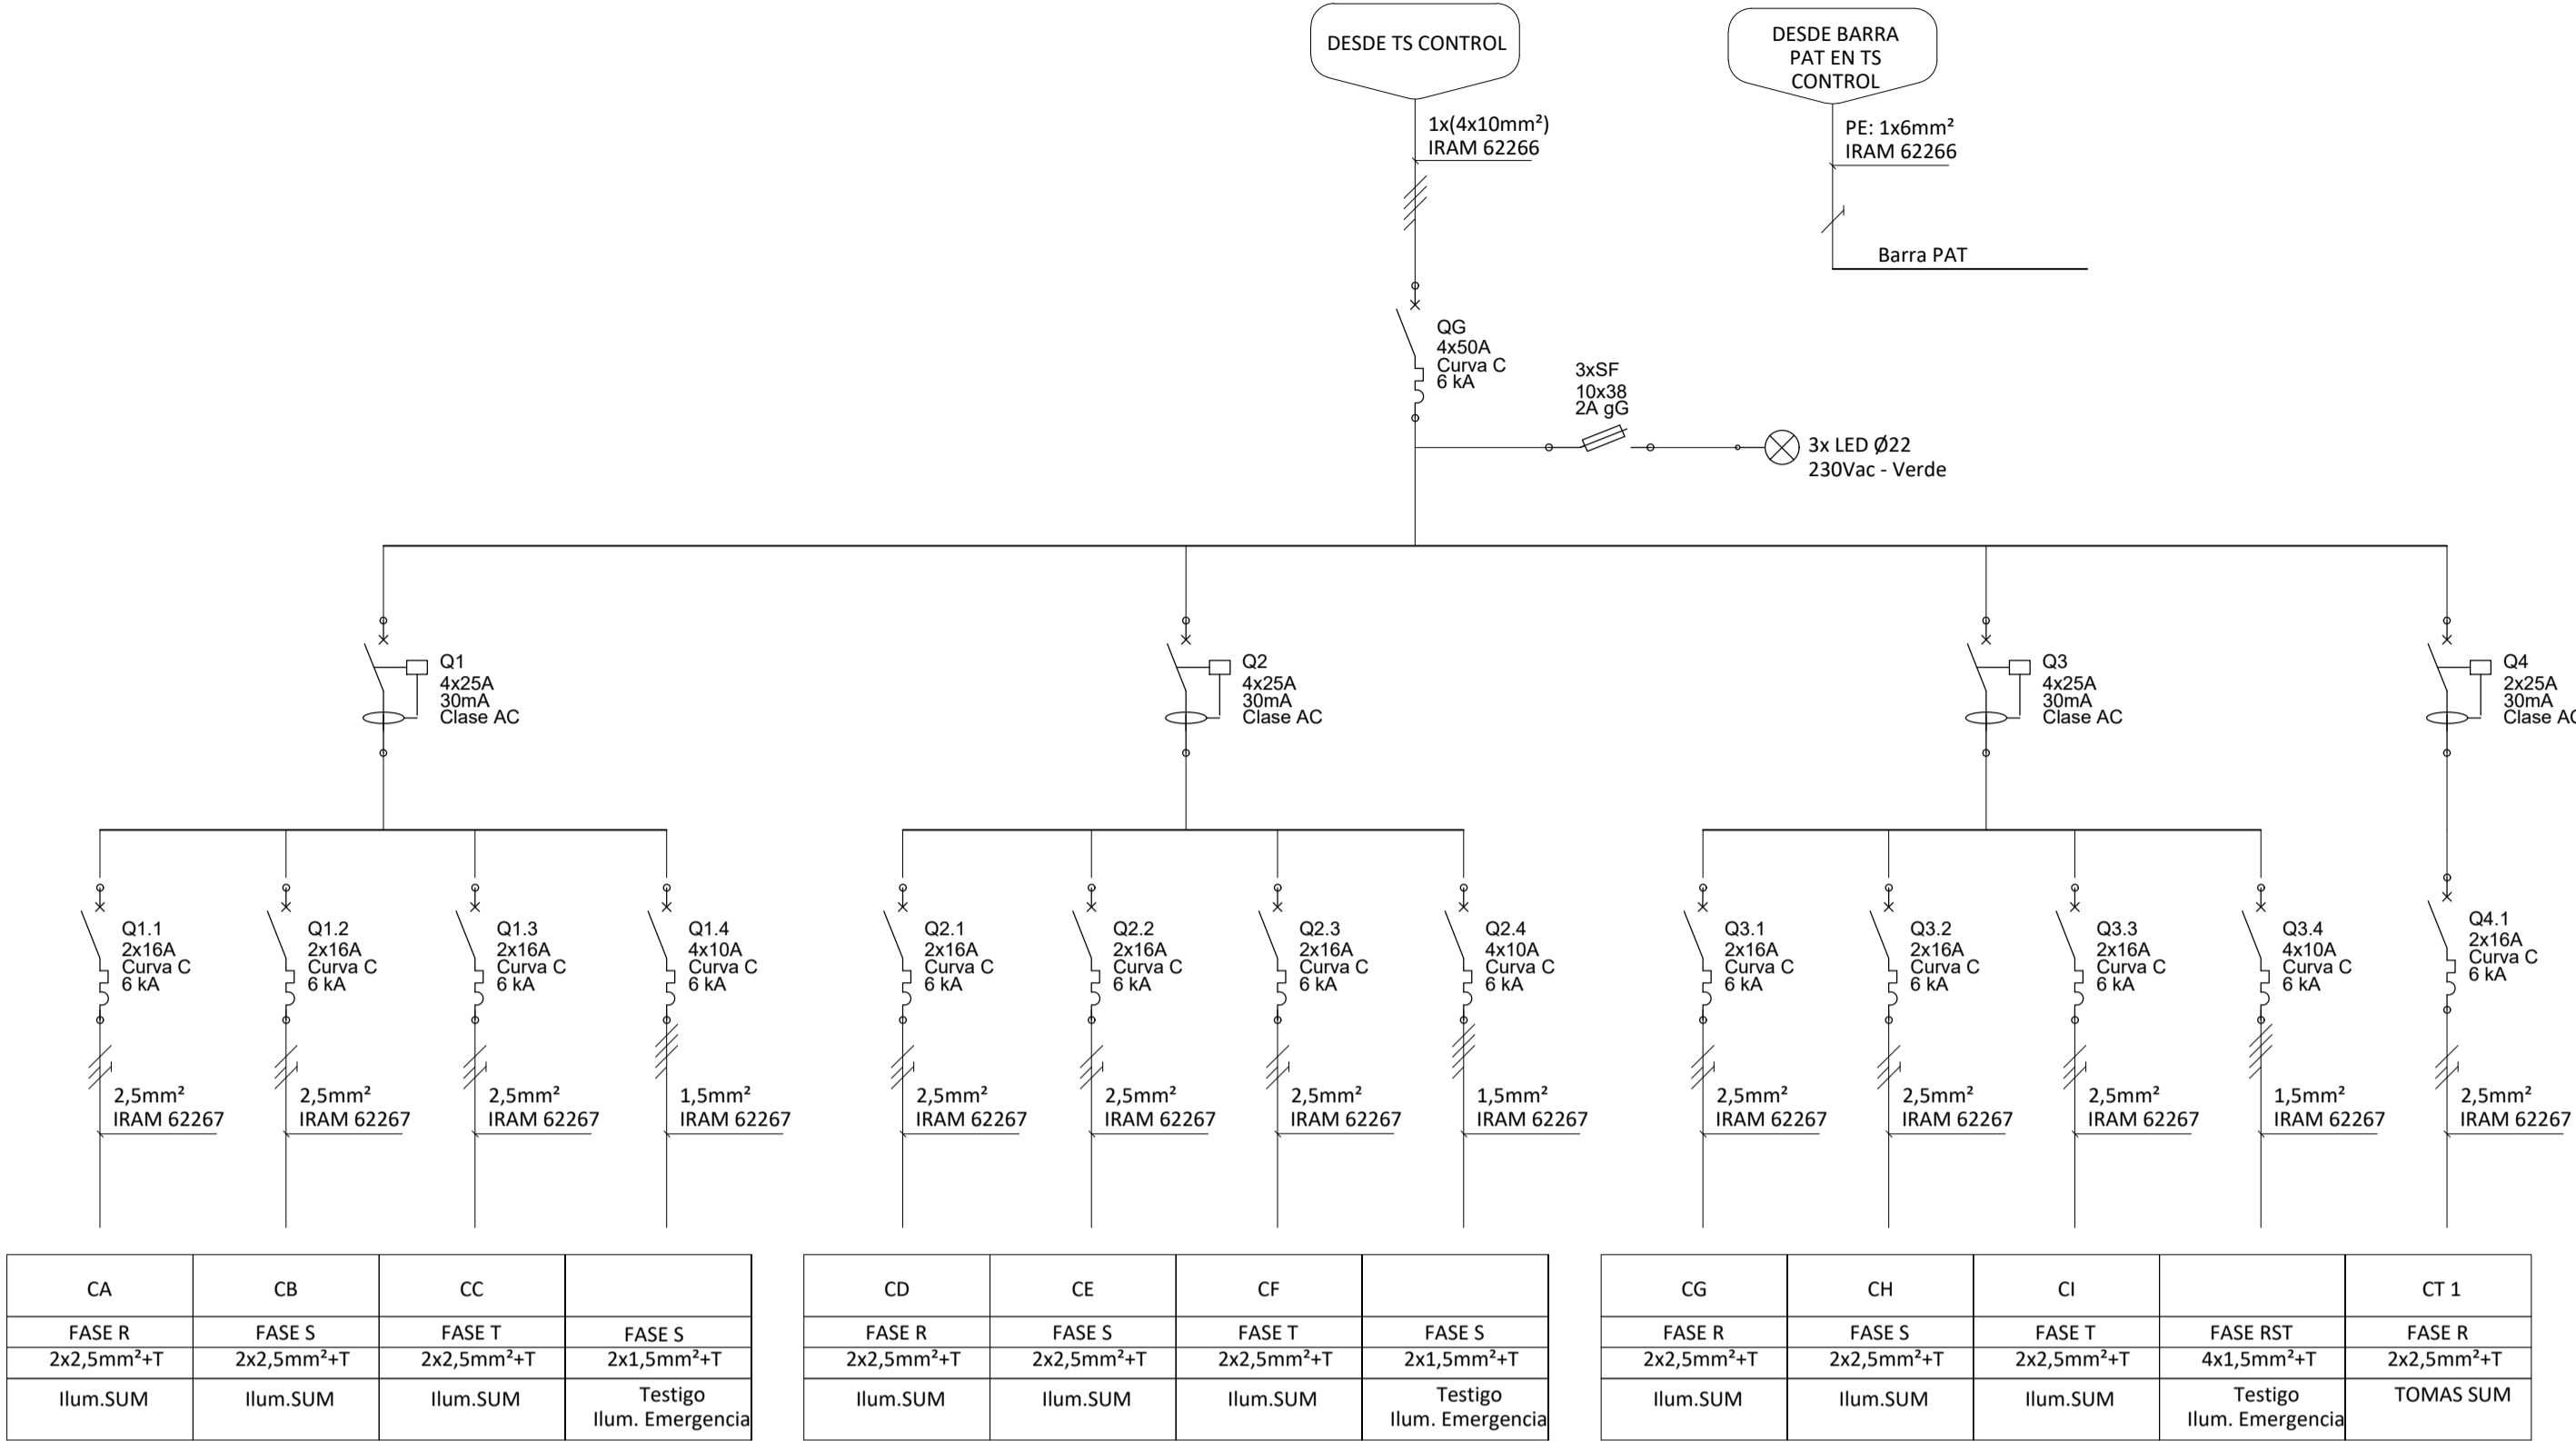 DESDE TS CONTROL
DESDE BARRA
PAT EN TS
CONTROL
1x(4x10mm²)
IRAM 62266
PE: 1x6mm²
IRAM 62266
Barra PAT
QG
4x50A
Curva C
6 kA
3xSF
10x38
2A gG
3x LED Ø22
230Vac - Verde
Q1
4x25A
30mA
Clase AC
Q2
4x25A
30mA
Clase AC
Q3
4x25A
30mA
Clase AC
Q4
2x25A
30mA
Clase AC
Q1.1
2x16A
Curva C
6 kA
Q1.2
2x16A
Curva C
6 kA
Q1.3
2x16A
Curva C
6 kA
Q1.4
4x10A
Curva C
6 kA
Q2.1
2x16A
Curva C
6 kA
Q2.2
2x16A
Curva C
6 kA
Q2.3
2x16A
Curva C
6 kA
Q2.4
4x10A
Curva C
6 kA
Q3.1
2x16A
Curva C
6 kA
Q3.2
2x16A
Curva C
6 kA
Q3.3
2x16A
Curva C
6 kA
Q3.4
4x10A
Curva C
6 kA
Q4.1
2x16A
Curva C
6 kA
2,5mm²
IRAM 62267
2,5mm²
IRAM 62267
2,5mm²
IRAM 62267
1,5mm²
IRAM 62267
2,5mm²
IRAM 62267
2,5mm²
IRAM 62267
2,5mm²
IRAM 62267
1,5mm²
IRAM 62267
2,5mm²
IRAM 62267
2,5mm²
IRAM 62267
2,5mm²
IRAM 62267
1,5mm²
IRAM 62267
2,5mm²
IRAM 62267
CA CB CC
FASE R FASE S FASE T FASE S
2x2,5mm²+T 2x2,5mm²+T 2x2,5mm²+T 2x1,5mm²+T
Ilum.SUM Ilum.SUM Ilum.SUM Testigo
Ilum. Emergencia
CD CE CF
FASE R FASE S FASE T FASE S
2x2,5mm²+T 2x2,5mm²+T 2x2,5mm²+T 2x1,5mm²+T
Ilum.SUM Ilum.SUM Ilum.SUM Testigo
Ilum. Emergencia
CG CH CI CT 1
FASE R FASE S FASE T FASE RST FASE R
2x2,5mm²+T 2x2,5mm²+T 2x2,5mm²+T 4x1,5mm²+T 2x2,5mm²+T
Ilum.SUM Ilum.SUM Ilum.SUM Testigo TOMAS SUM
Ilum. Emergencia